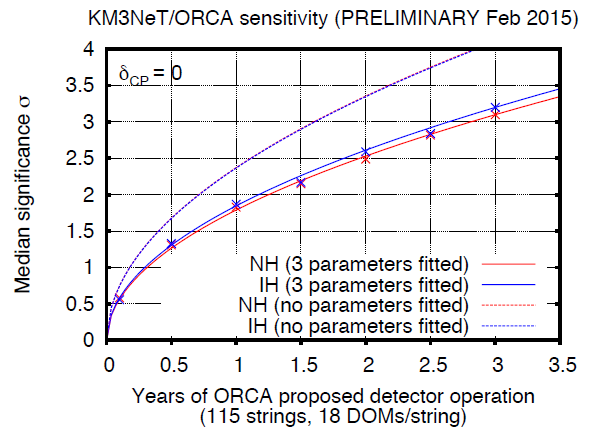 KM3NeT/ORCA sensitivity (PRELIMINARY Feb 2015)
4
3.5
3
2.5
2
1.5
1
0.5
0
Median significance σ
δCP = 0
NH (3 parameters fitted)
IH (3 parameters fitted)
NH (no parameters fitted)
IH (no parameters fitted)
0 0.5 1 1.5 2 2.5 3 3.5
Years of ORCA proposed detector operation
(115 strings, 18 DOMs/string)